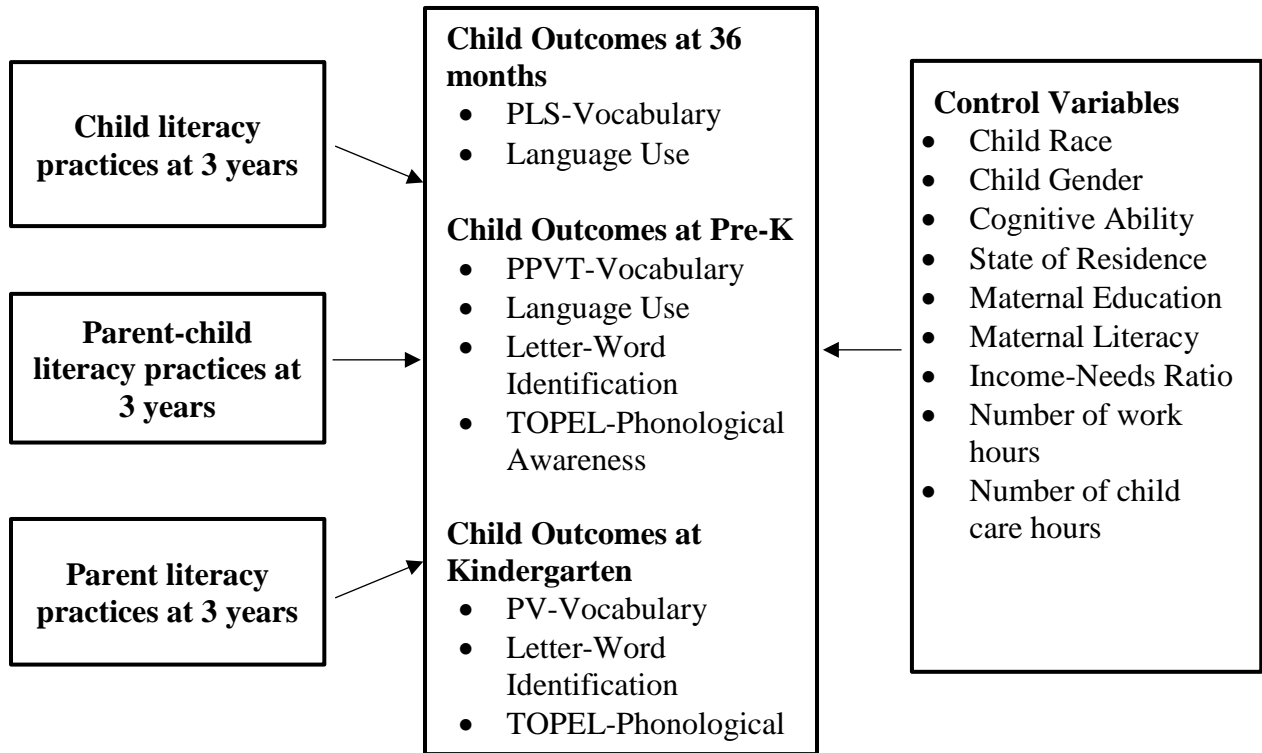 Child literacy
practices at 3 years
Parent-child
literacy practices at
3 years
Parent literacy
practices at 3 years
Child Outcomes at 36
months
• PLS-Vocabulary
• Language Use
Child Outcomes at Pre-K
• PPVT-Vocabulary
• Language Use
• Letter-Word
Identification
• TOPEL-Phonological
Awareness
Child Outcomes at
Kindergarten
• PV-Vocabulary
• Letter-Word
Identification
• TOPEL-Phonological
Control Variables
• Child Race
• Child Gender
• Cognitive Ability
• State of Residence
• Maternal Education
• Maternal Literacy
• Income-Needs Ratio
• Number of work
hours
• Number of child
care hours